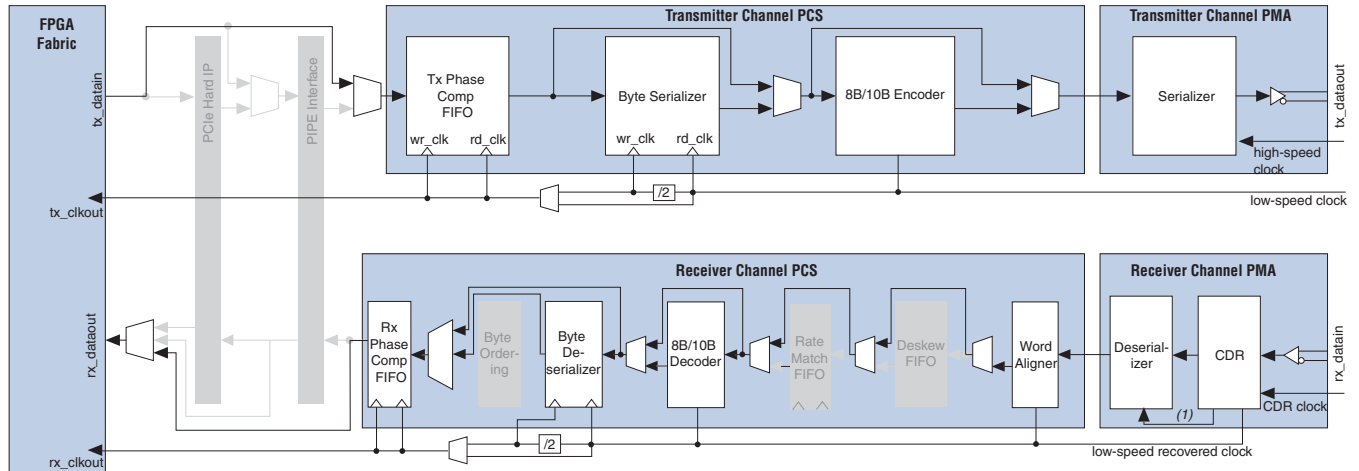 FPGA
Fabric
Transmitter Channel PCS
Transmitter Channel PMA
tx_datain
PCIe Hard IP
PIPE Interface
Tx Phase
Comp
FIFO
wr_clk
rd_clk
Byte Serializer
wr_clk
rd_clk
8B/10B Encoder
Serializer
tx_dataout
high-speed
clock
/2
tx_clkout
low-speed clock
Receiver Channel PCS
Receiver Channel PMA
rx_dataout
Rx
Phase
Comp
FIFO
Byte
Order-
ing
Byte
De-
serializer
8B/10B
Decoder
Rate
Match
FIFO
Deskew
FIFO
Word
Aligner
Deserial-
izer
CDR
rx_datain
CDR clock
(1)
/2
low-speed recovered clock
rx_clkout